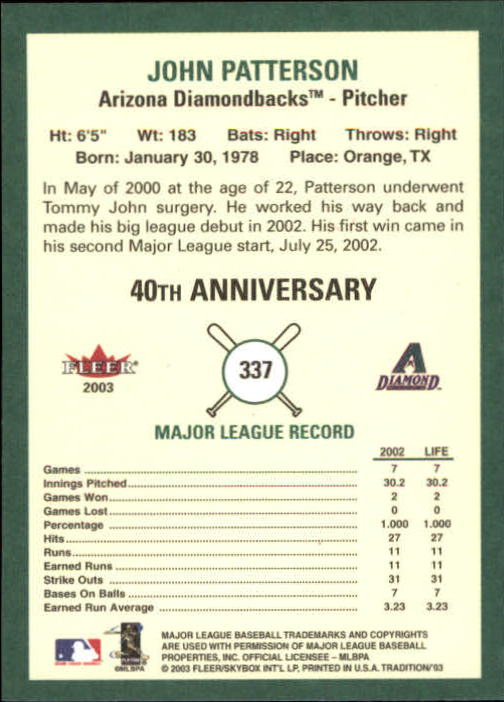 JOHN PATTERSON
Arizona Diamondbacks™ - Pitcher
Ht: 6'5" Wt: 183 Bats: Right Throws: Right
Born: January 30, 1978 Place: Orange, TX
In May of 2000 at the age of 22, Patterson underwent
Tommy John surgery. He worked his way back and
made his big league debut in 2002. His first win came in
his second Major League start, July 25, 2002.
40TH ANNIVERSARY
FLEER®
2003
337
A
DIAMOND
MAJOR LEAGUE RECORD
2002 LIFE
Games 7 7
Innings Pitched 30.2 30.2
Games Won 2 2
Games Lost 0 0
Percentage 1.000 1.000
Hits 27 27
Runs 11 11
Earned Runs 11 11
Strike Outs 31 31
Bases On Balls 7 7
Earned Run Average 3.23 3.23
©MLBPA
MAJOR LEAGUE BASEBALL TRADEMARKS AND COPYRIGHTS
ARE USED WITH PERMISSION OF MAJOR LEAGUE BASEBALL
PROPERTIES, INC. OFFICIAL LICENSEE - MLBPA
© 2003 FLEER/SKYBOX INT'L LP, PRINTED IN U.S.A. TRADITION/'03